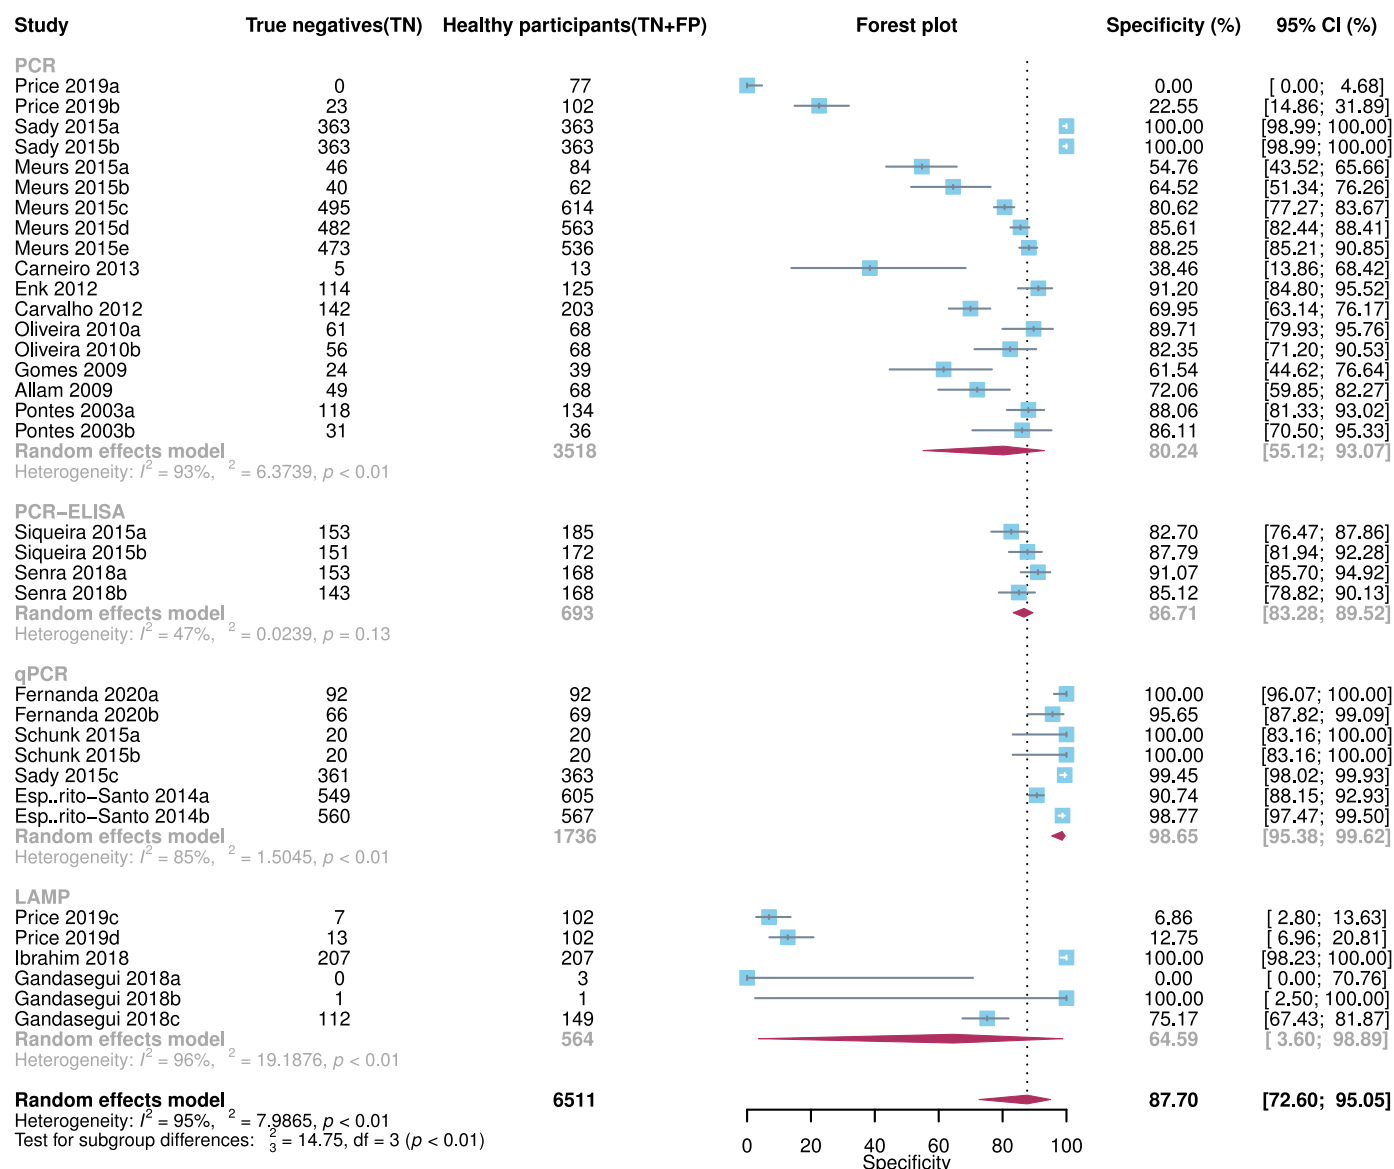 Study True negatives(TN) Healthy participants(TN+FP) Forest plot Specificity (%) 95% CI (%)
PCR
Price 2019a 0 77 0.00 [ 0.00; 4.68]
Price 2019b 23 102 22.55 [14.86; 31.89]
Sady 2015a 363 363 100.00 [98.99; 100.00]
Sady 2015b 363 363 100.00 [98.99; 100.00]
Meurs 2015a 46 84 54.76 [43.52; 65.66]
Meurs 2015b 40 62 64.52 [51.34; 76.26]
Meurs 2015c 495 614 80.62 [77.27; 83.67]
Meurs 2015d 482 563 85.61 [82.44; 88.41]
Meurs 2015e 473 536 88.25 [85.21; 90.85]
Carneiro 2013 5 13 38.46 [13.86; 68.42]
Enk 2012 114 125 91.20 [84.80; 95.52]
Carvalho 2012 142 203 69.95 [63.14; 76.17]
Oliveira 2010a 61 68 89.71 [79.93; 95.76]
Oliveira 2010b 56 68 82.35 [71.20; 90.53]
Gomes 2009 24 39 61.54 [44.62; 76.64]
Allam 2009 49 68 72.06 [59.85; 82.27]
Pontes 2003a 118 134 88.06 [81.33; 93.02]
Pontes 2003b 31 36 86.11 [70.50; 95.33]
Random effects model 3518 80.24 [55.12; 93.07]
Heterogeneity: I² = 93%, ² = 6.3739, p < 0.01
PCR−ELISA
Siqueira 2015a 153 185 82.70 [76.47; 87.86]
Siqueira 2015b 151 172 87.79 [81.94; 92.28]
Senra 2018a 153 168 91.07 [85.70; 94.92]
Senra 2018b 143 168 85.12 [78.82; 90.13]
Random effects model 693 86.71 [83.28; 89.52]
Heterogeneity: I² = 47%, ² = 0.0239, p = 0.13
qPCR
Fernanda 2020a 92 92 100.00 [96.07; 100.00]
Fernanda 2020b 66 69 95.65 [87.82; 99.09]
Schunk 2015a 20 20 100.00 [83.16; 100.00]
Schunk 2015b 20 20 100.00 [83.16; 100.00]
Sady 2015c 361 363 99.45 [98.02; 99.93]
Esp..rito−Santo 2014a 549 605 90.74 [88.15; 92.93]
Esp..rito−Santo 2014b 560 567 98.77 [97.47; 99.50]
Random effects model 1736 98.65 [95.38; 99.62]
Heterogeneity: I² = 85%, ² = 1.5045, p < 0.01
LAMP
Price 2019c 7 102 6.86 [ 2.80; 13.63]
Price 2019d 13 102 12.75 [ 6.96; 20.81]
Ibrahim 2018 207 207 100.00 [98.23; 100.00]
Gandasegui 2018a 0 3 0.00 [ 0.00; 70.76]
Gandasegui 2018b 1 1 100.00 [ 2.50; 100.00]
Gandasegui 2018c 112 149 75.17 [67.43; 81.87]
Random effects model 564 64.59 [ 3.60; 98.89]
Heterogeneity: I² = 96%, ² = 19.1876, p < 0.01
Random effects model 6511 87.70 [72.60; 95.05]
Heterogeneity: I² = 95%, ² = 7.9865, p < 0.01
Test for subgroup differences: ²₃ = 14.75, df = 3 (p < 0.01)
0 20 40 60 80 100
Specificity